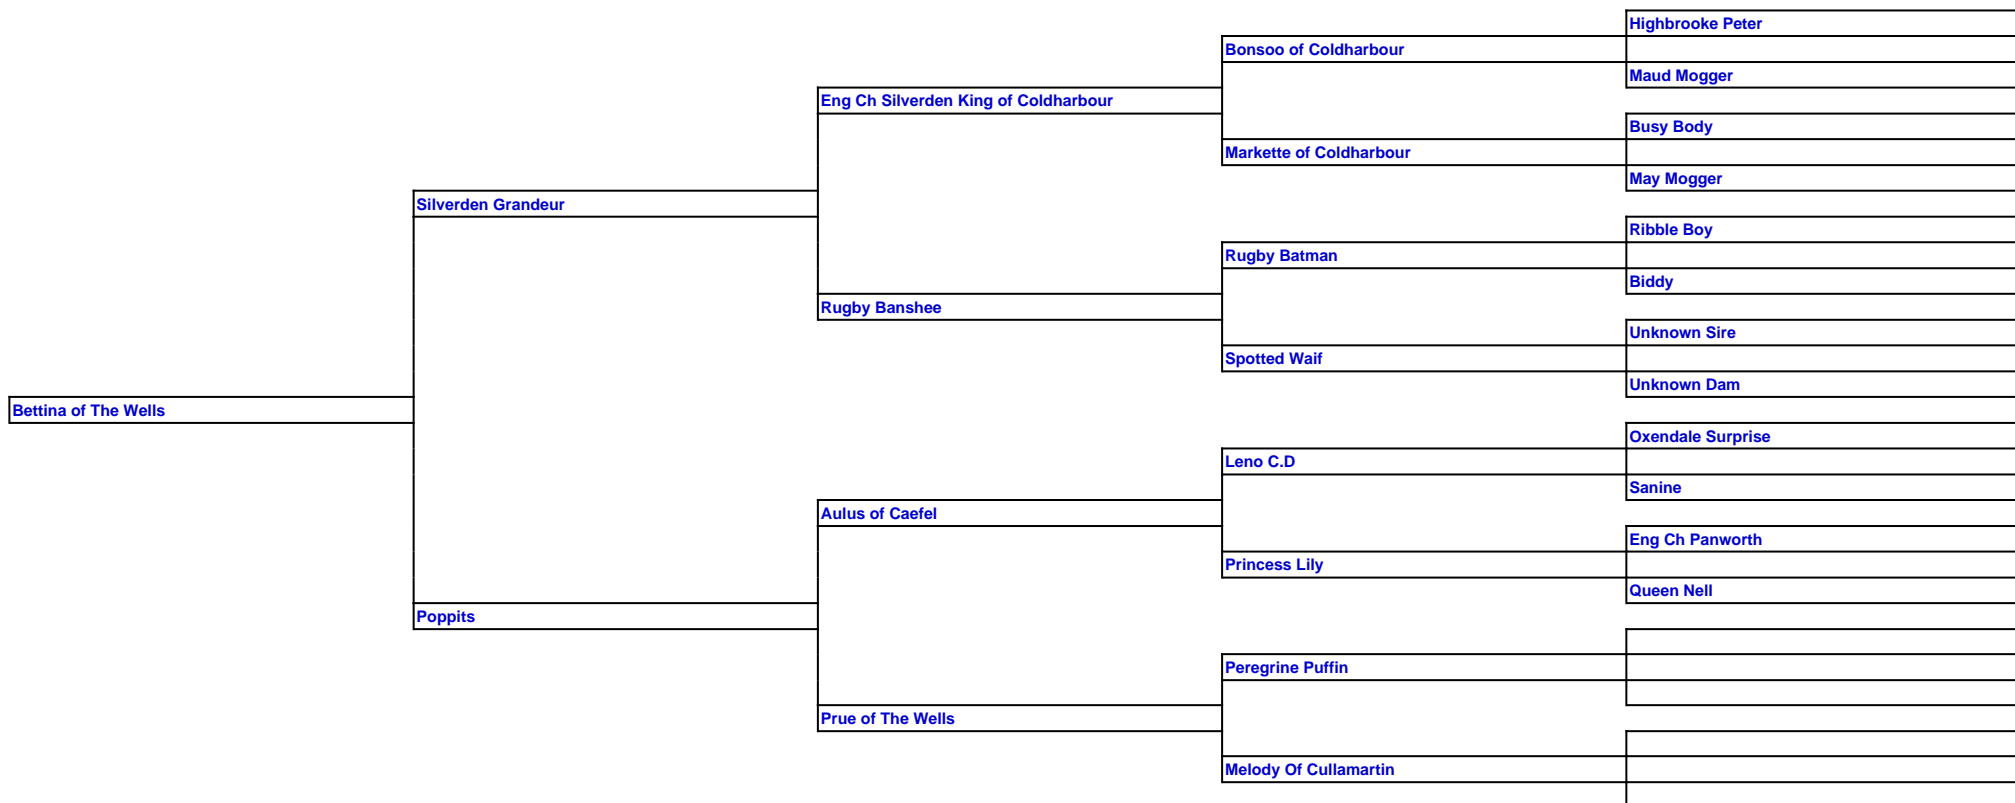 Highbrooke Peter
Bonsoo of Coldharbour
Maud Mogger
Eng Ch Silverden King of Coldharbour
Busy Body
Markette of Coldharbour
May Mogger
Silverden Grandeur
Ribble Boy
Rugby Batman
Biddy
Rugby Banshee
Unknown Sire
Spotted Waif
Unknown Dam
Bettina of The Wells
Oxendale Surprise
Leno C.D
Sanine
Aulus of Caefel
Eng Ch Panworth
Princess Lily
Queen Nell
Poppits
Peregrine Puffin
Prue of The Wells
Melody Of Cullamartin